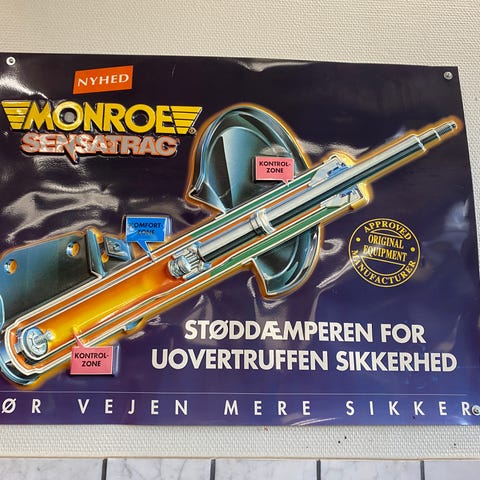 NYHED
MONROE®
SENSATRAC
KONTROL-
ZONE
KOMFORT-
ZONE
APPROVED
ORIGINAL
EQUIPMENT
MANUFACTURER
KONTROL-
ZONE
STØDDÆMPEREN FOR
UOVERTRUFFEN SIKKERHED
ØR VEJEN MERE SIKKER